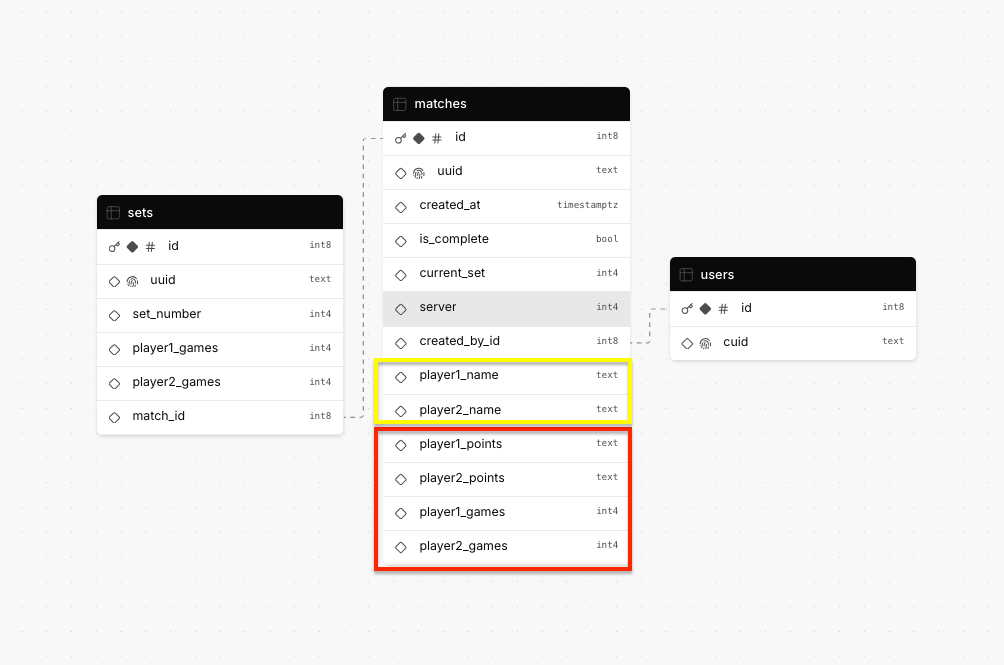 matches
id int8
uuid text
created_at timestamptz
is_complete bool
current_set int4
server int4
created_by_id int8
player1_name text
player2_name text
player1_points text
player2_points text
player1_games int4
player2_games int4
sets
id int8
uuid text
set_number int4
player1_games int4
player2_games int4
match_id int8
users
id int8
cuid text